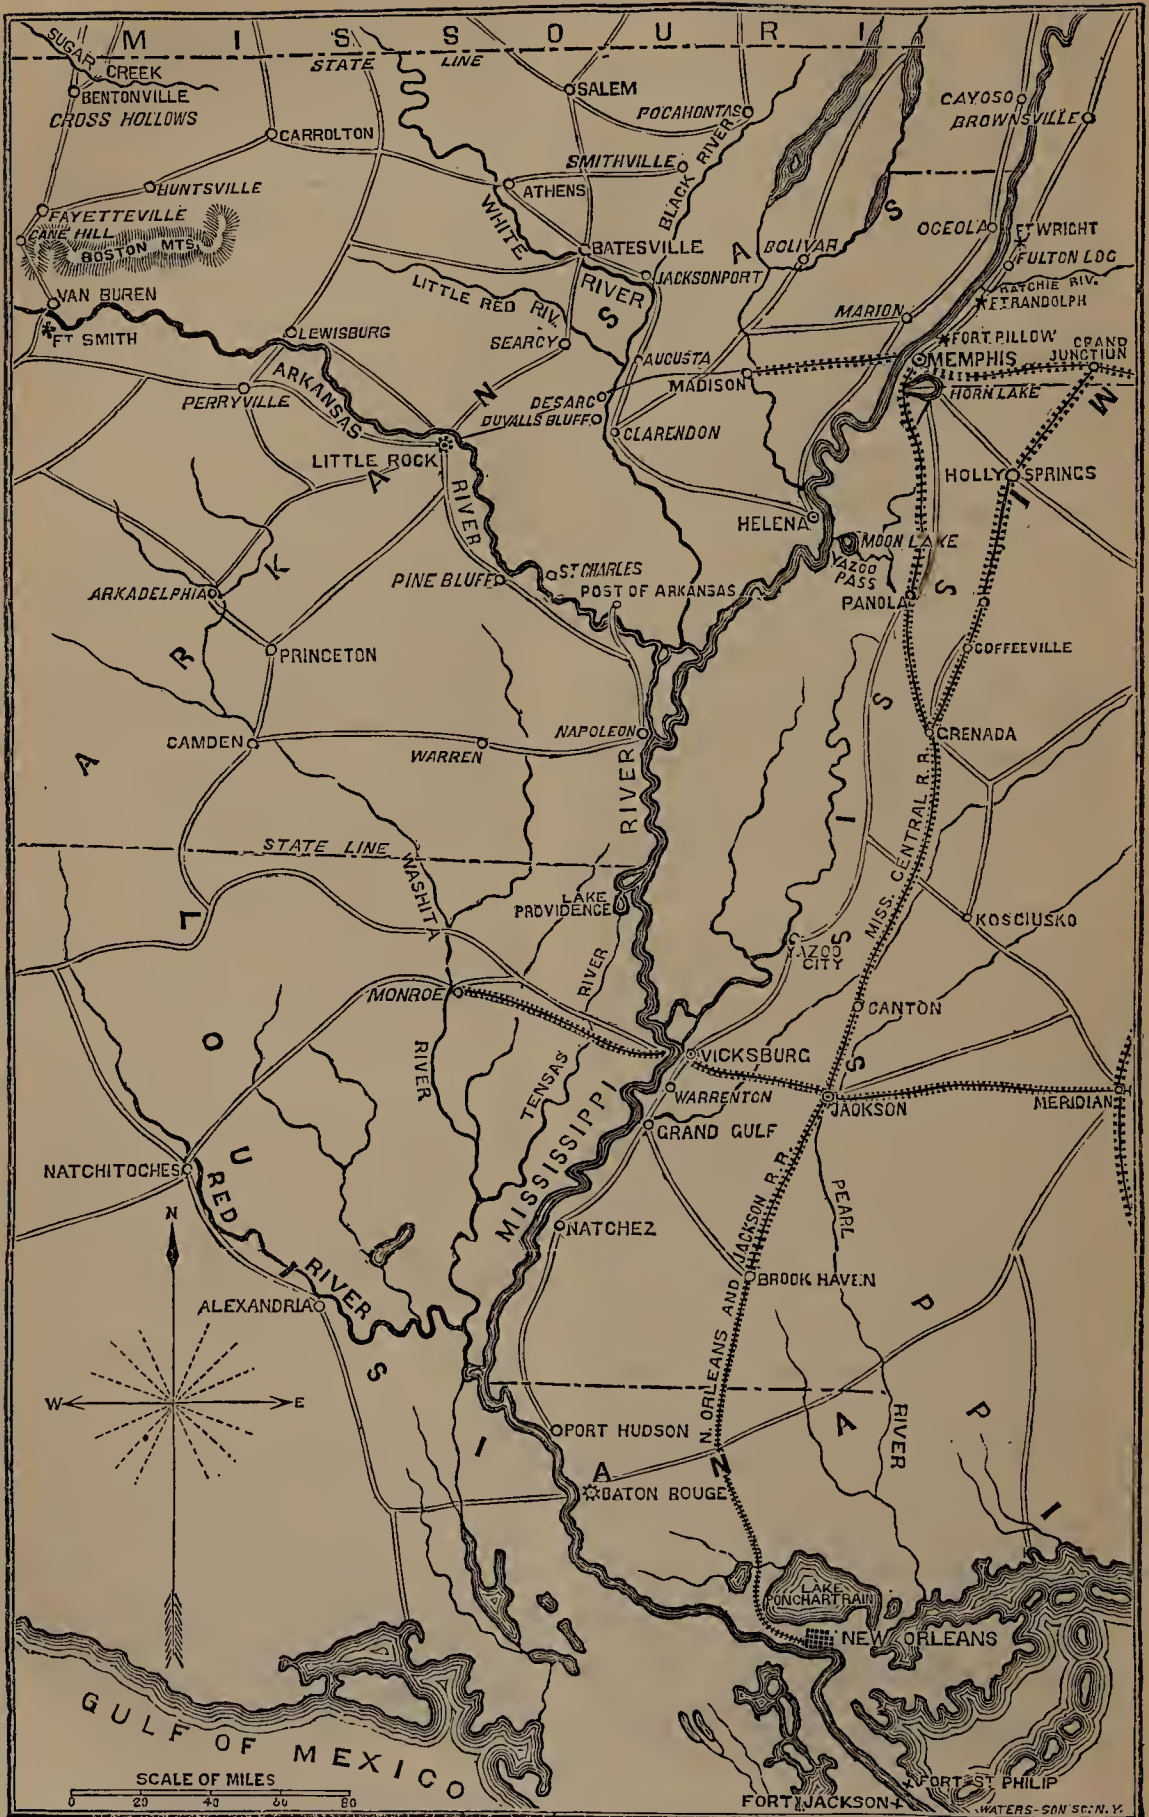 MISSOURI
SUGAR CREEK
STATE LINE
BENTONVILLE
CROSS HOLLOWS
CARROLTON
SALEM
POCAHONTAS
CAYOSO
BROWNSVILLE
SMITHVILLE
BLACK RIVER
HUNTSVILLE
ATHENS
FAYETTEVILLE
CANE HILL
BOSTON MTS.
WHITE RIVER
BATESVILLE
BOLIVAR
OCEOLA
FT WRIGHT
FULTON LOG
JACKSONPORT
LITTLE RED RIV.
HATCHIE RIV.
FT. RANDOLPH
VAN BUREN
FT SMITH
LEWISBURG
SEARCY
MARION
FORT PILLOW
AUGUSTA
MEMPHIS
GRAND JUNCTION
MADISON
HORN LAKE
PERRYVILLE
ARKANSAS RIVER
DESARC
DUVALLS BLUFF
CLARENDON
LITTLE ROCK
HOLLY SPRINGS
HELENA
MOON LAKE
YAZOO PASS
PINE BLUFF
ST. CHARLES
POST OF ARKANSAS
PANOLA
ARKADELPHIA
PRINCETON
COFFEEVILLE
ARKANSAS
CAMDEN
WARREN
NAPOLEON
GRENADA
MISS. CENTRAL R.R.
STATE LINE
WASHITA RIVER
LAKE PROVIDENCE
KOSCIUSKO
YAZOO CITY
MONROE
CANTON
TENSAS RIVER
VICKSBURG
WARRENTON
JACKSON
MERIDIAN
GRAND GULF
MISSISSIPPI RIVER
NATCHITOCHES
RED RIVER
NATCHEZ
PEARL RIVER
N. ORLEANS AND JACKSON R.R.
BROOK HAVEN
ALEXANDRIA
MISSISSIPPI
N
W
E
PORT HUDSON
BATON ROUGE
LOUISIANA
LAKE PONCHARTRAIN
NEW ORLEANS
GULF OF MEXICO
SCALE OF MILES
0 20 40 60 80
FORT ST PHILIP
FORT JACKSON
WATERS-SON SC. N.Y.